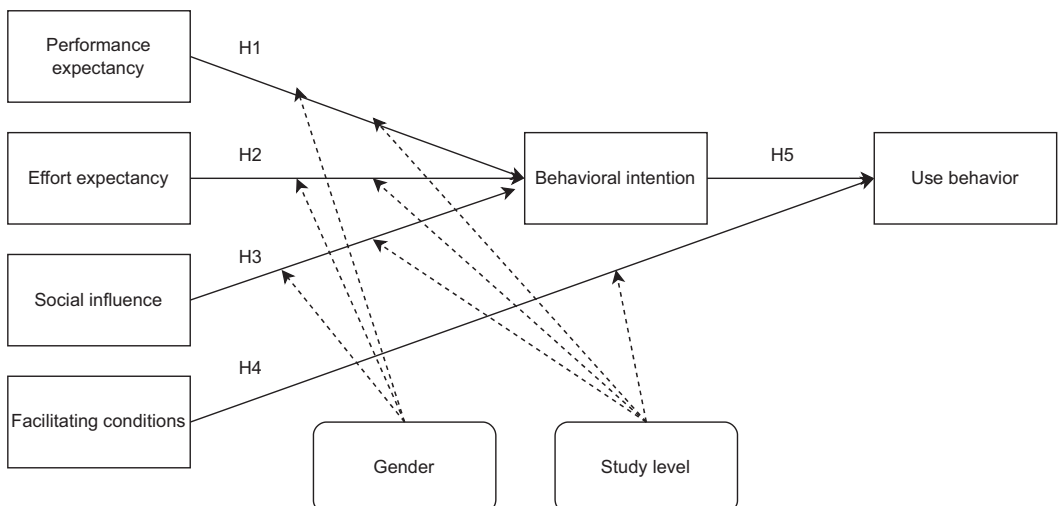 Performance
expectancy
H1
Effort expectancy
H2
Behavioral intention
H5
Use behavior
Social influence
H3
Facilitating conditions
H4
Gender
Study level